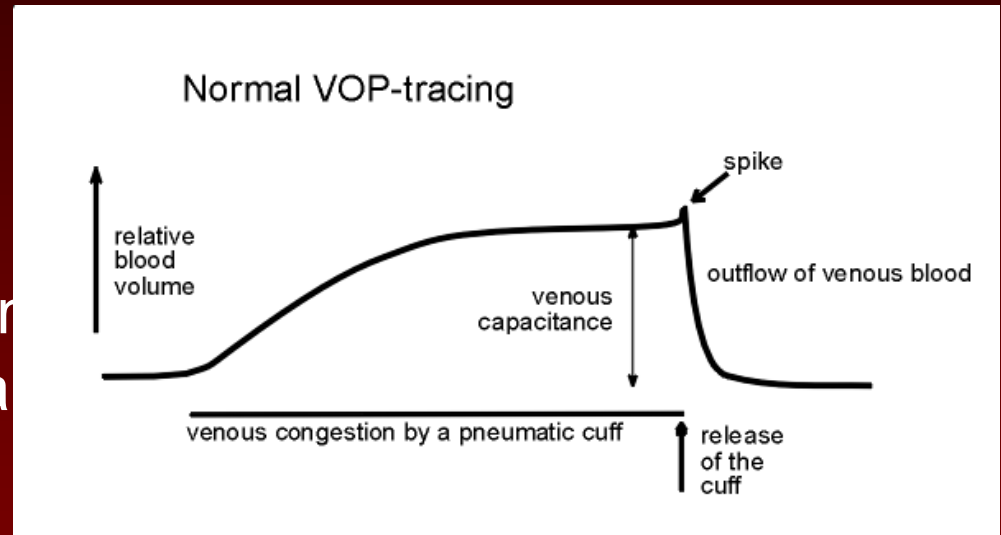 Normal VOP-tracing
spike
relative
blood
volume
outflow of venous blood
venous
capacitance
venous congestion by a pneumatic cuff
release
of the
cuff